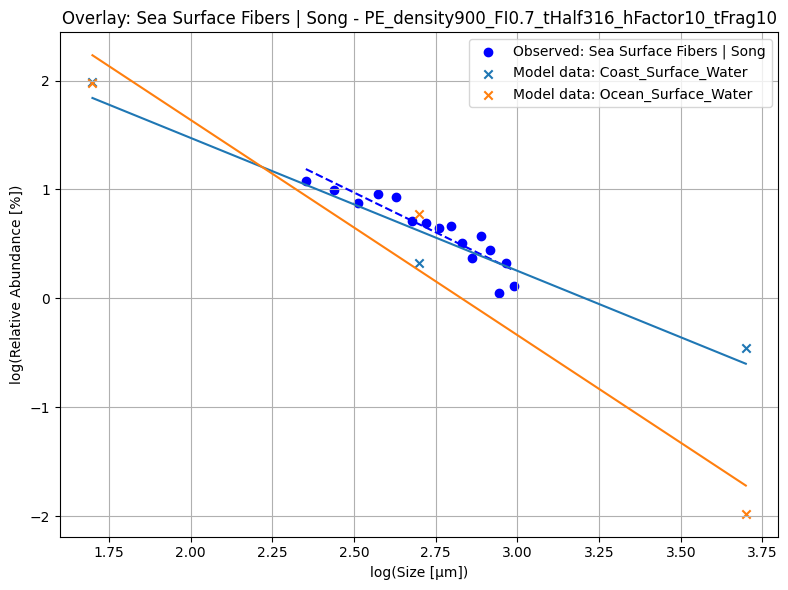 Overlay: Sea Surface Fibers | Song - PE_density900_FI0.7_tHalf316_hFactor10_tFrag10
Observed: Sea Surface Fibers | Song
Model data: Coast_Surface_Water
Model data: Ocean_Surface_Water
log(Relative Abundance [%])
2
1
0
−1
−2
1.75 2.00 2.25 2.50 2.75 3.00 3.25 3.50 3.75
log(Size [µm])